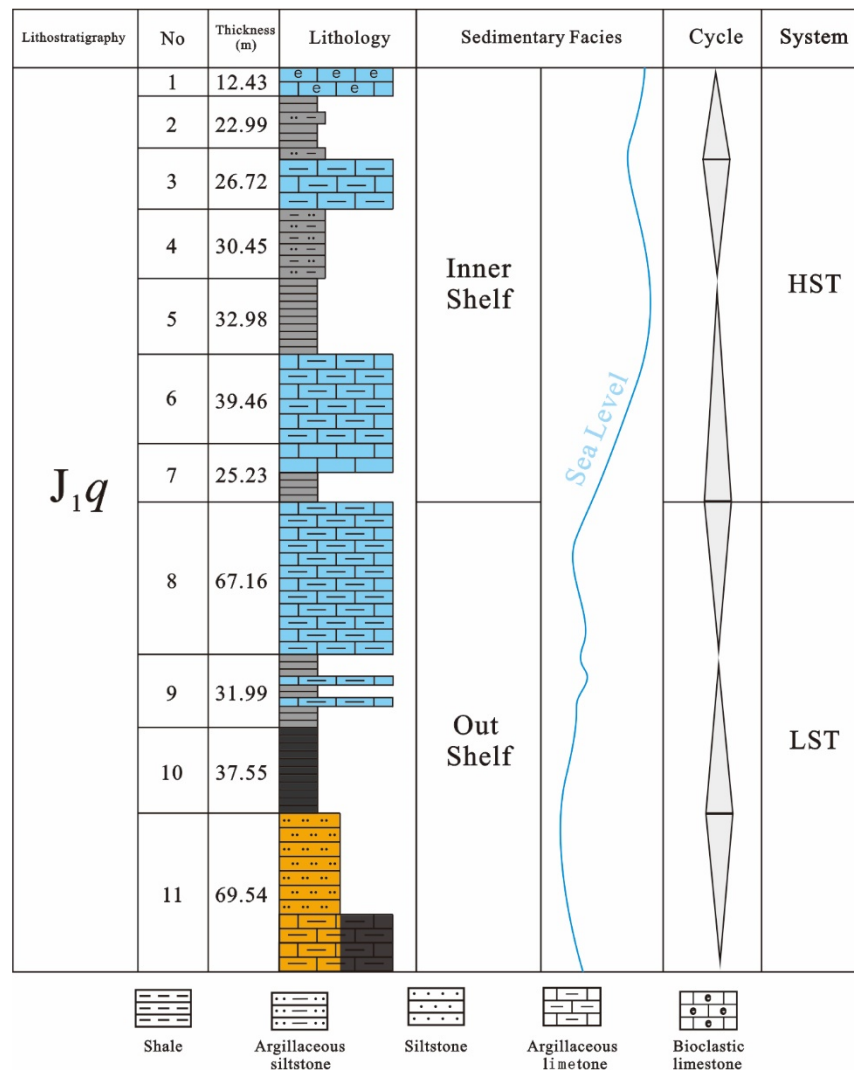 Lithostratigraphy No Thickness (m) Lithology Sedimentary Facies Cycle System
1 12.43
2 22.99
3 26.72
4 30.45
5 32.98
6 39.46
7 25.23
8 67.16
9 31.99
10 37.55
11 69.54
J₁q
Inner
Shelf
Out
Shelf
Sea Level
HST
LST
e e e
e e
Shale
Argillaceous
siltstone
Siltstone
Argillaceous
limetone
Bioclastic
limestone